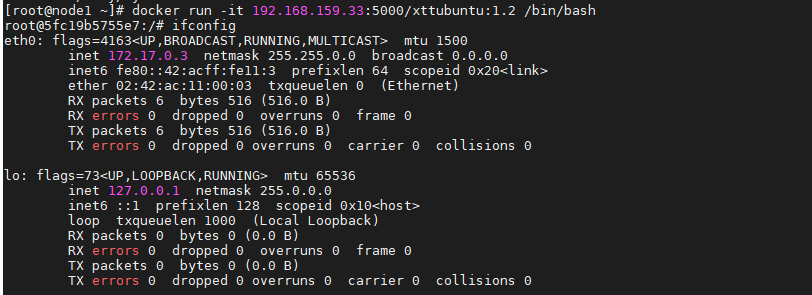 [root@node1 ~]# docker run -it 192.168.159.33:5000/xttubuntu:1.2 /bin/bash
root@5fc19b5755e7:/# ifconfig
eth0: flags=4163<UP,BROADCAST,RUNNING,MULTICAST>  mtu 1500
        inet 172.17.0.3  netmask 255.255.0.0  broadcast 0.0.0.0
        inet6 fe80::42:acff:fe11:3  prefixlen 64  scopeid 0x20<link>
        ether 02:42:ac:11:00:03  txqueuelen 0  (Ethernet)
        RX packets 6  bytes 516 (516.0 B)
        RX errors 0  dropped 0  overruns 0  frame 0
        TX packets 6  bytes 516 (516.0 B)
        TX errors 0  dropped 0 overruns 0  carrier 0  collisions 0

lo: flags=73<UP,LOOPBACK,RUNNING>  mtu 65536
        inet 127.0.0.1  netmask 255.0.0.0
        inet6 ::1  prefixlen 128  scopeid 0x10<host>
        loop  txqueuelen 1000  (Local Loopback)
        RX packets 0  bytes 0 (0.0 B)
        RX errors 0  dropped 0  overruns 0  frame 0
        TX packets 0  bytes 0 (0.0 B)
        TX errors 0  dropped 0 overruns 0  carrier 0  collisions 0